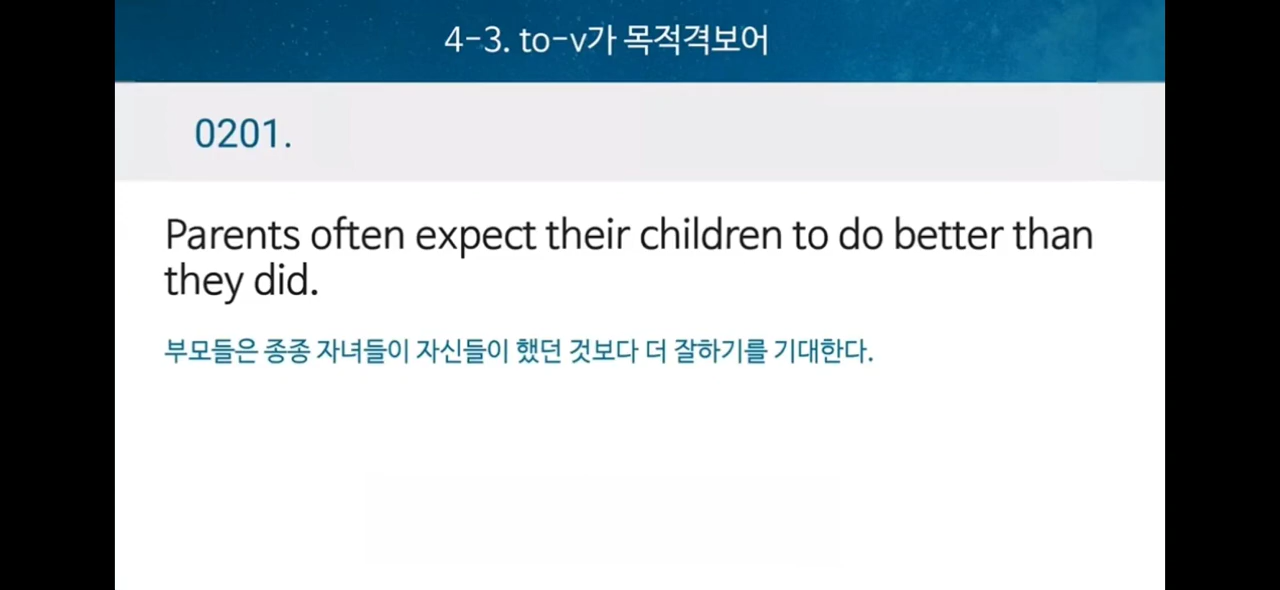 4-3. to-v가 목적격보어
0201.
Parents often expect their children to do better than
they did.
부모들은 종종 자녀들이 자신들이 했던 것보다 더 잘하기를 기대한다.